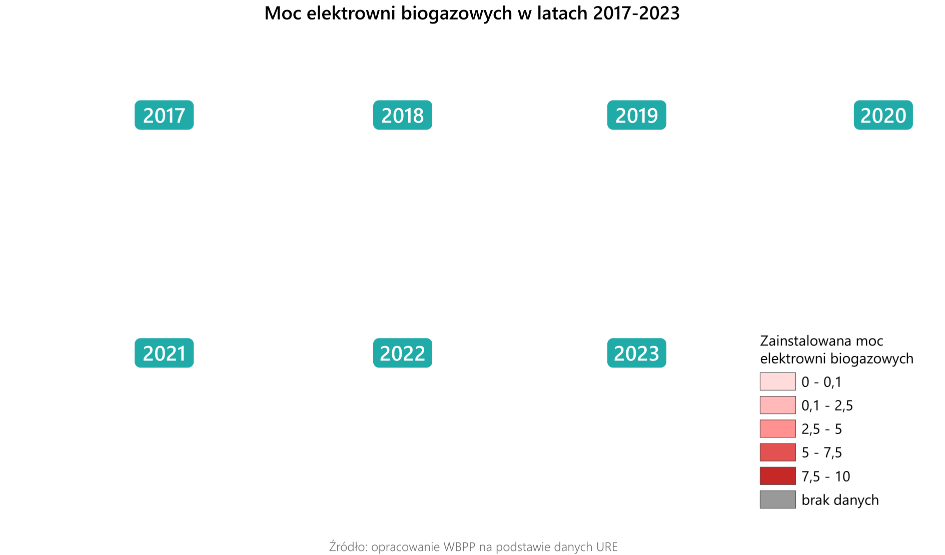 Moc elektrowni biogazowych w latach 2017-2023
2017
2018
2019
2020
2021
2022
2023
Zainstalowana moc
elektrowni biogazowych
0 - 0,1
0,1 - 2,5
2,5 - 5
5 - 7,5
7,5 - 10
brak danych
Źródło: opracowanie WBPP na podstawie danych URE